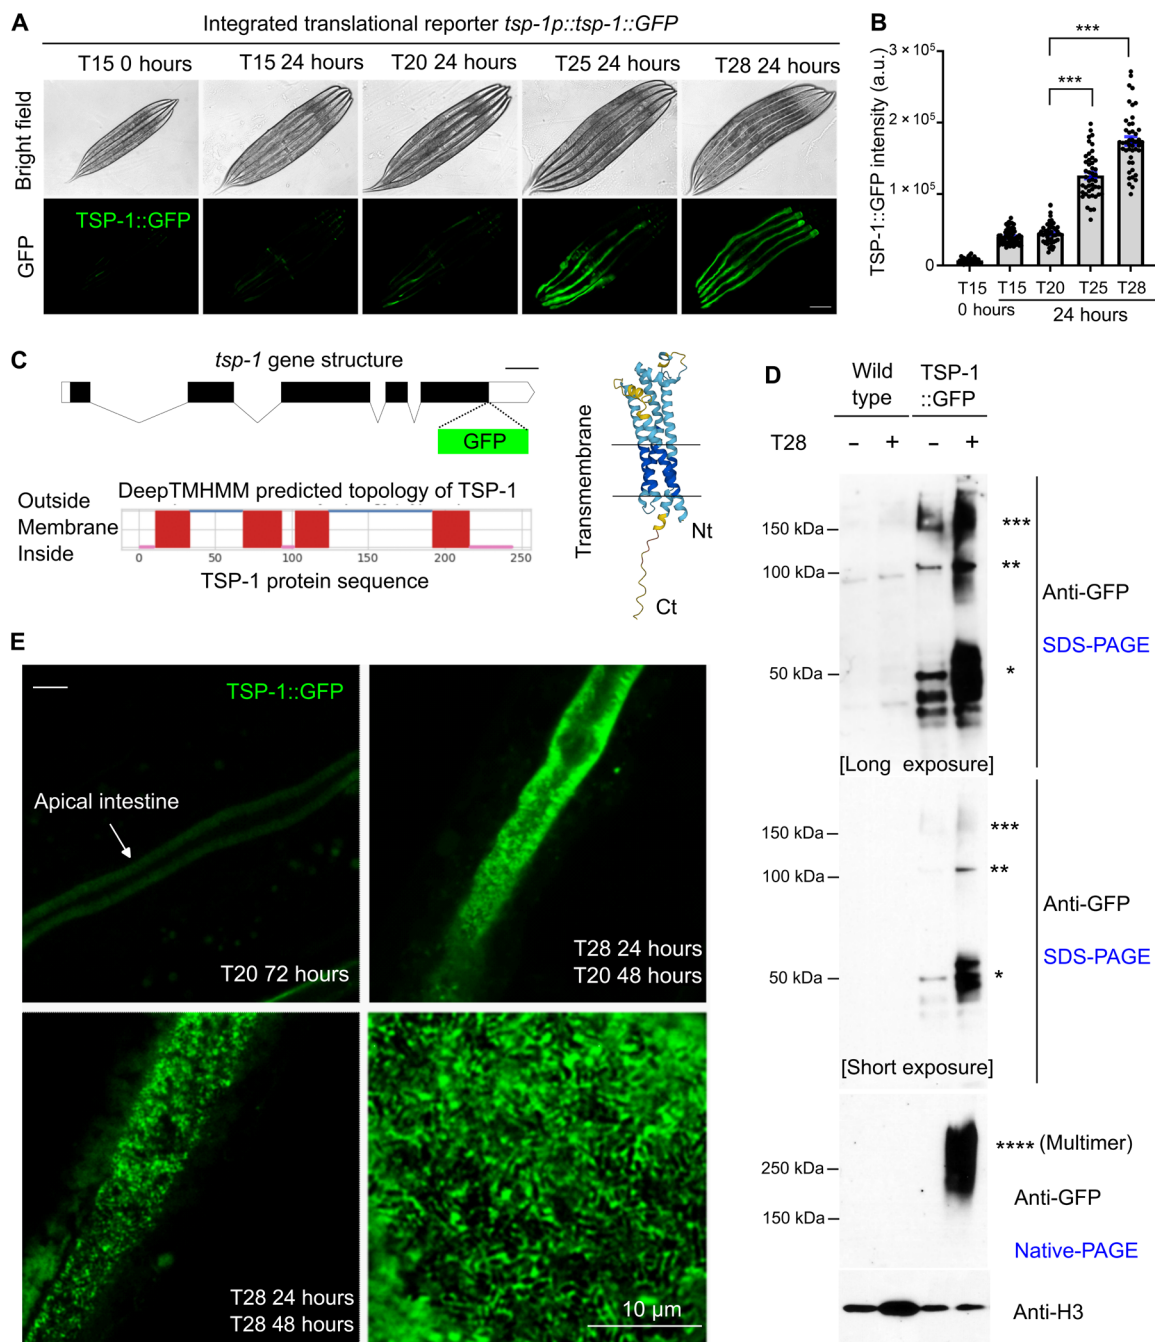 A
Integrated translational reporter tsp-1p::tsp-1::GFP
T15 0 hours
T15 24 hours
T20 24 hours
T25 24 hours
T28 24 hours
Bright field
GFP
TSP-1::GFP
B
***
***
TSP-1::GFP intensity (a.u.)
3 × 10⁵
2 × 10⁵
1 × 10⁵
0
T15
T15
T20
T25
T28
0 hours
24 hours
C
tsp-1 gene structure
GFP
DeepTMHMM predicted topology of TSP-1
Outside
Membrane
Inside
0
50
100
150
200
250
TSP-1 protein sequence
Transmembrane
Nt
Ct
D
Wild
type
TSP-1
::GFP
T28
– + – +
150 kDa
100 kDa
50 kDa
***
**
*
Anti-GFP
SDS-PAGE
[Long exposure]
150 kDa
100 kDa
50 kDa
***
**
*
Anti-GFP
SDS-PAGE
[Short exposure]
250 kDa
150 kDa
**** (Multimer)
Anti-GFP
Native-PAGE
Anti-H3
E
TSP-1::GFP
Apical intestine
T20 72 hours
T28 24 hours
T20 48 hours
T28 24 hours
T28 48 hours
10 µm